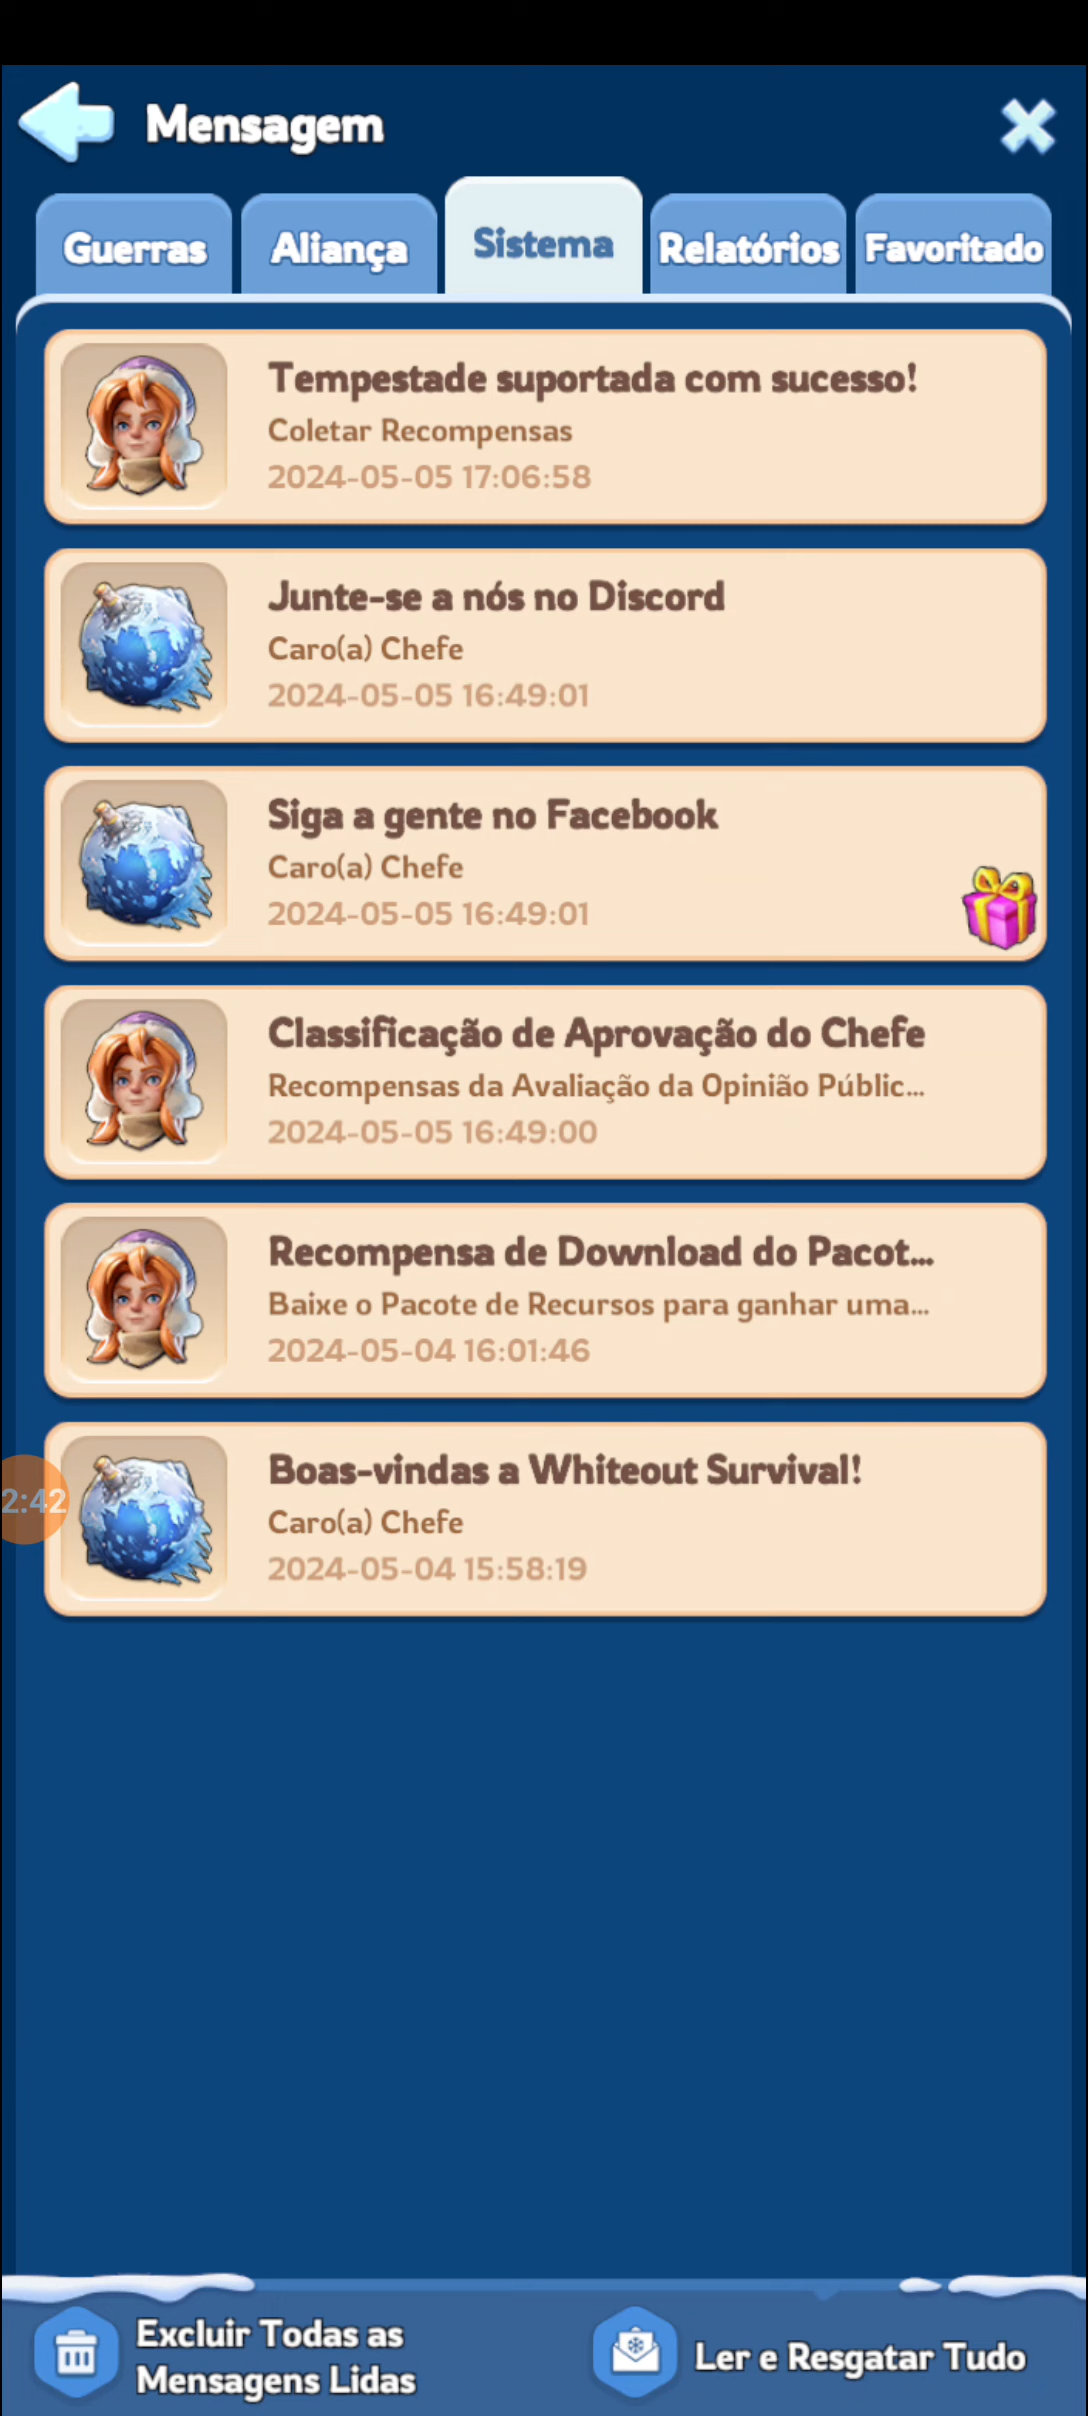 Mensagem
Guerras
Aliança
Sistema
Relatórios
Favoritado
Tempestade suportada com sucesso!
Coletar Recompensas
2024-05-05 17:06:58
Junte-se a nós no Discord
Caro(a) Chefe
2024-05-05 16:49:01
Siga a gente no Facebook
Caro(a) Chefe
2024-05-05 16:49:01
Classificação de Aprovação do Chefe
Recompensas da Avaliação da Opinião Públic...
2024-05-05 16:49:00
Recompensa de Download do Pacot...
Baixe o Pacote de Recursos para ganhar uma...
2024-05-04 16:01:46
Boas-vindas a Whiteout Survival!
Caro(a) Chefe
2024-05-04 15:58:19
2:42
Excluir Todas as
Mensagens Lidas
Ler e Resgatar Tudo